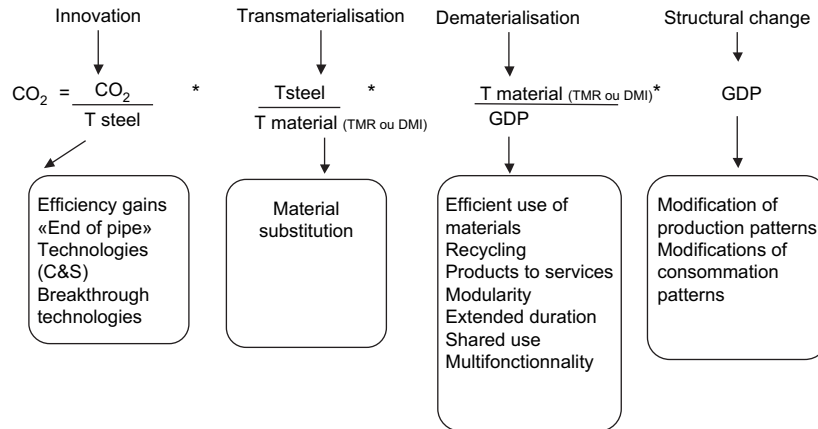 Innovation
Transmaterialisation
Dematerialisation
Structural change
CO₂ = CO₂ / T steel * Tsteel / T material (TMR ou DMI) * T material (TMR ou DMI) / GDP * GDP
Efficiency gains
«End of pipe»
Technologies
(C&S)
Breakthrough
technologies
Material
substitution
Efficient use of
materials
Recycling
Products to services
Modularity
Extended duration
Shared use
Multifonctionnality
Modification of
production patterns
Modifications of
consommation
patterns